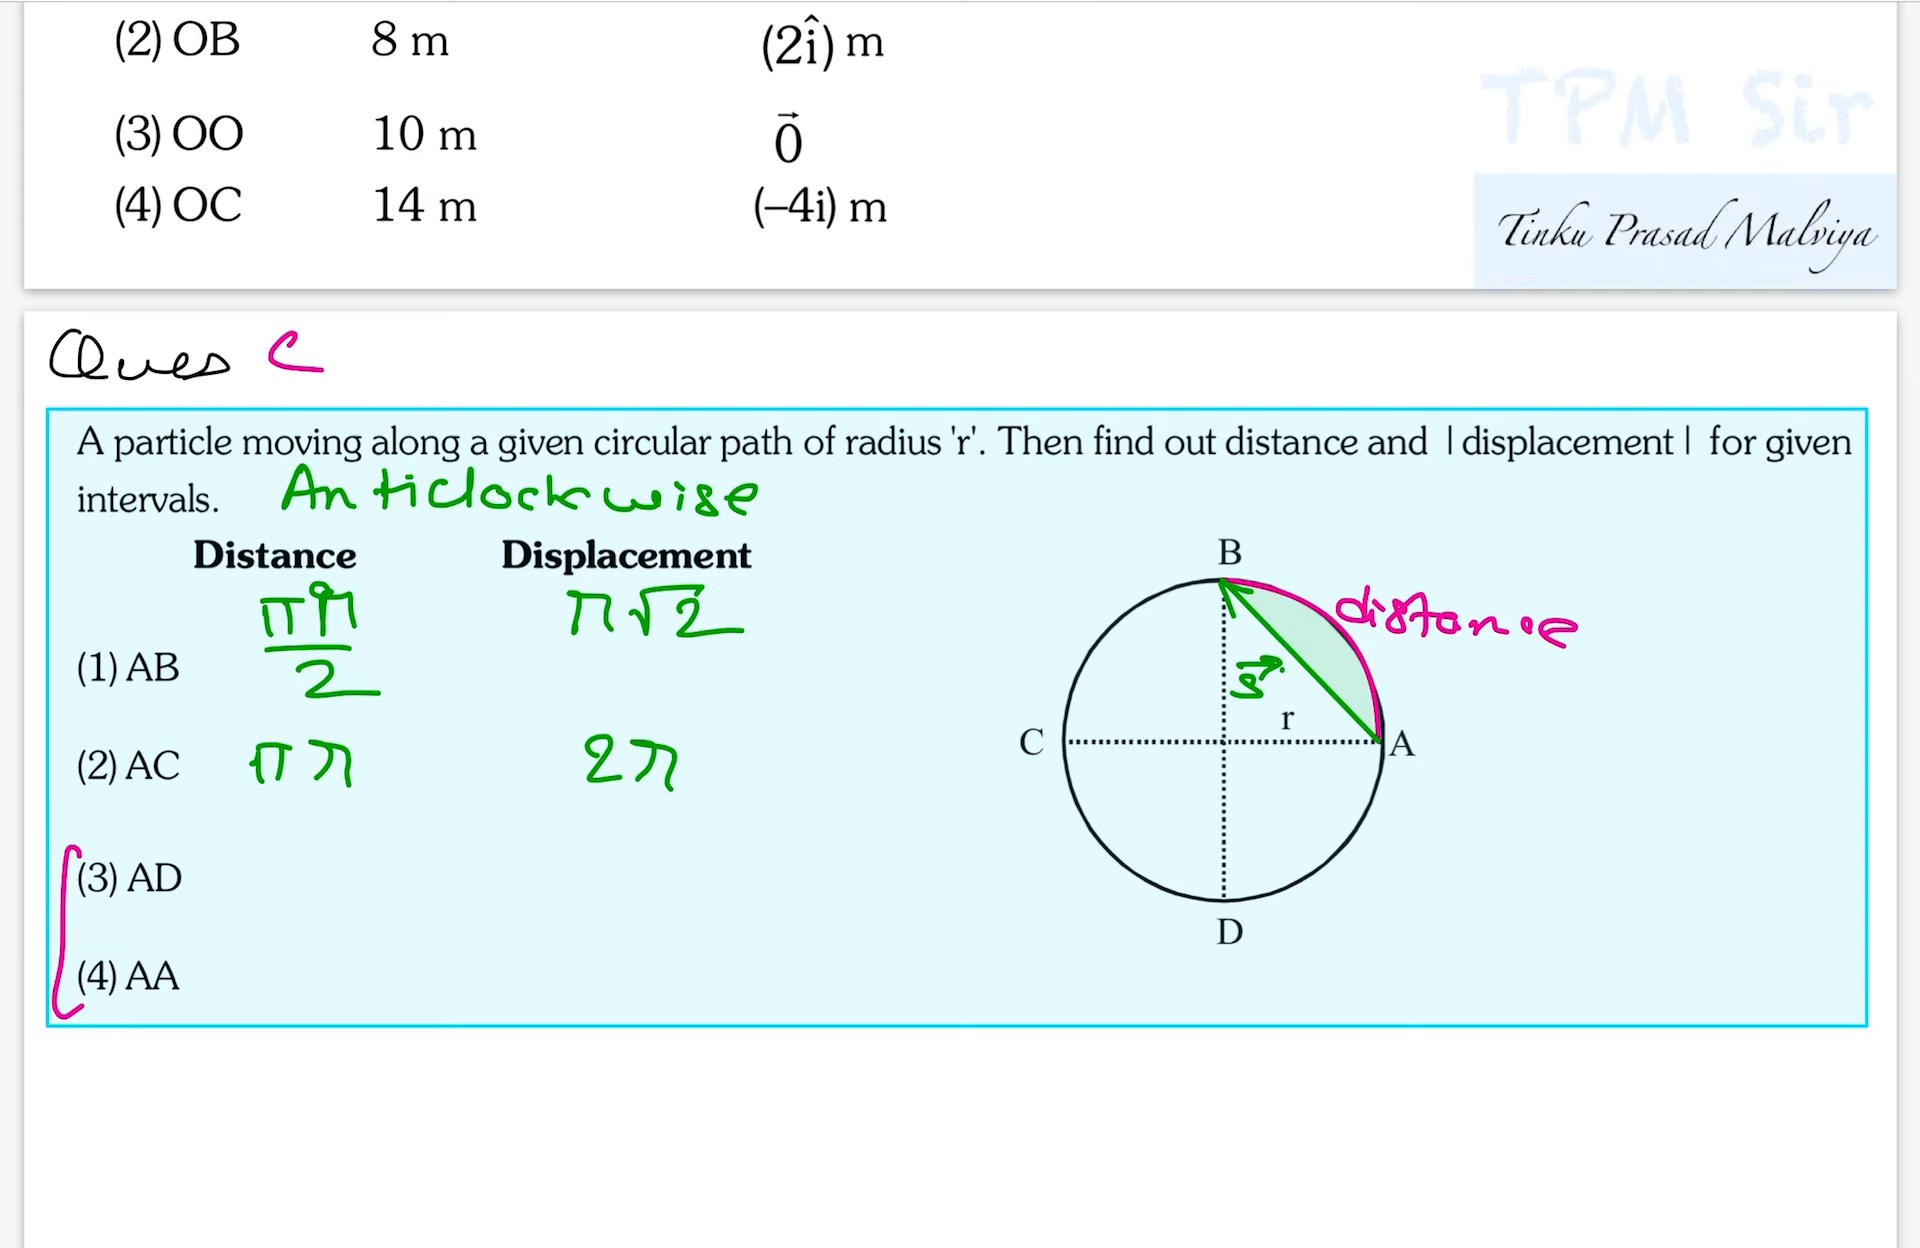 (2) OB 8 m (2î) m
TPM Sir
(3) OO 10 m 0⃗
(4) OC 14 m (–4i) m
Tinku Prasad Malviya
Ques
A particle moving along a given circular path of radius 'r'. Then find out distance and |displacement| for given
intervals. Anticlockwise
Distance Displacement
B
πr/2 r√2
distance
(1) AB
s⃗
r
C
A
(2) AC πr 2r
(3) AD
D
(4) AA